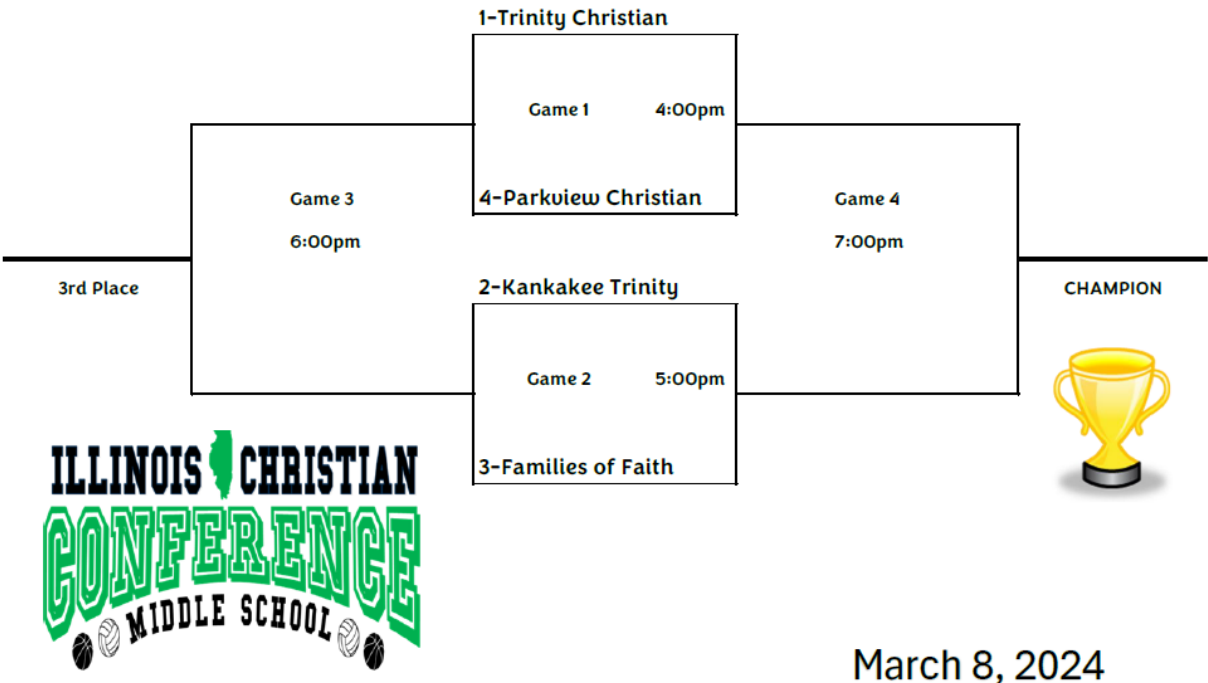 1-Trinity Christian
Game 1 4:00pm
4-Parkview Christian
Game 3
6:00pm
3rd Place
Game 4
7:00pm
CHAMPION
2-Kankakee Trinity
Game 2 5:00pm
3-Families of Faith
ILLINOIS CHRISTIAN
CONFERENCE
MIDDLE SCHOOL
March 8, 2024